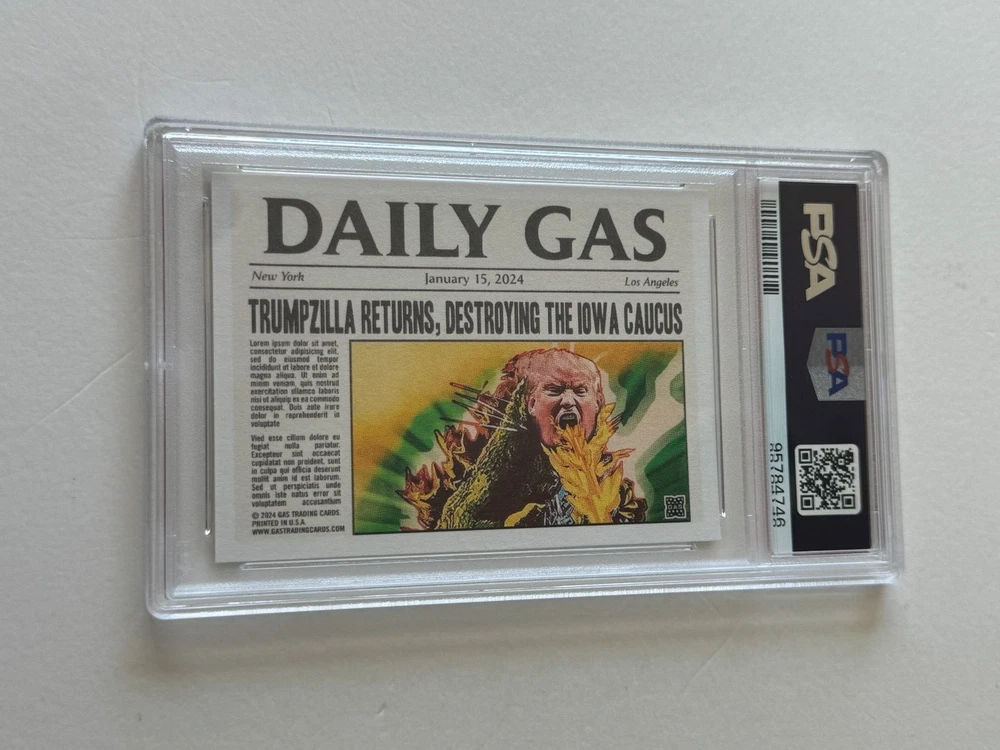 DAILY GAS
New York January 15, 2024 Los Angeles
TRUMPZILLA RETURNS, DESTROYING THE IOWA CAUCUS
Lorem ipsum dolor sit amet,
consectetur adipisicing elit,
sed do eiusmod tempor
incididunt ut labore et dolore
magna aliqua. Ut enim ad
minim veniam, quis nostrud
exercitation ullamco laboris
nisi ut aliquip ex ea commodo
consequat. Duis aute irure
dolor in reprehenderit in
voluptate
Vied esse cillum dolore eu
fugiat nulla pariatur.
Excepteur sint occaecat
cupidatat non proident, sunt
in culpa qui officia deserunt
mollit anim id est laborum.
Sed ut perspiciatis unde
omnis iste natus error sit
voluptatem accusantium
© 2024 GAS TRADING CARDS.
PRINTED IN U.S.A.
WWW.GASTRADINGCARDS.COM
GAS
PSA
PSA
95784746